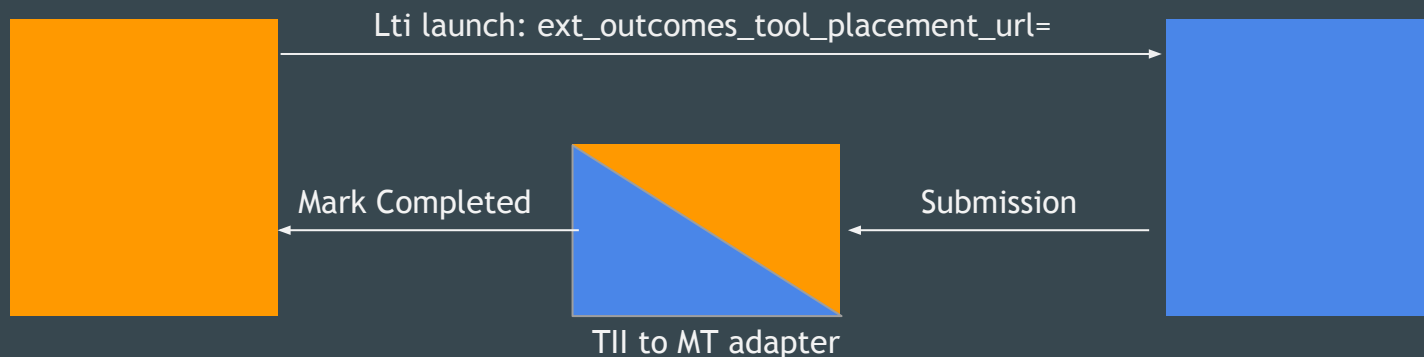 Lti launch: ext_outcomes_tool_placement_url=
Mark Completed
Submission
TII to MT adapter